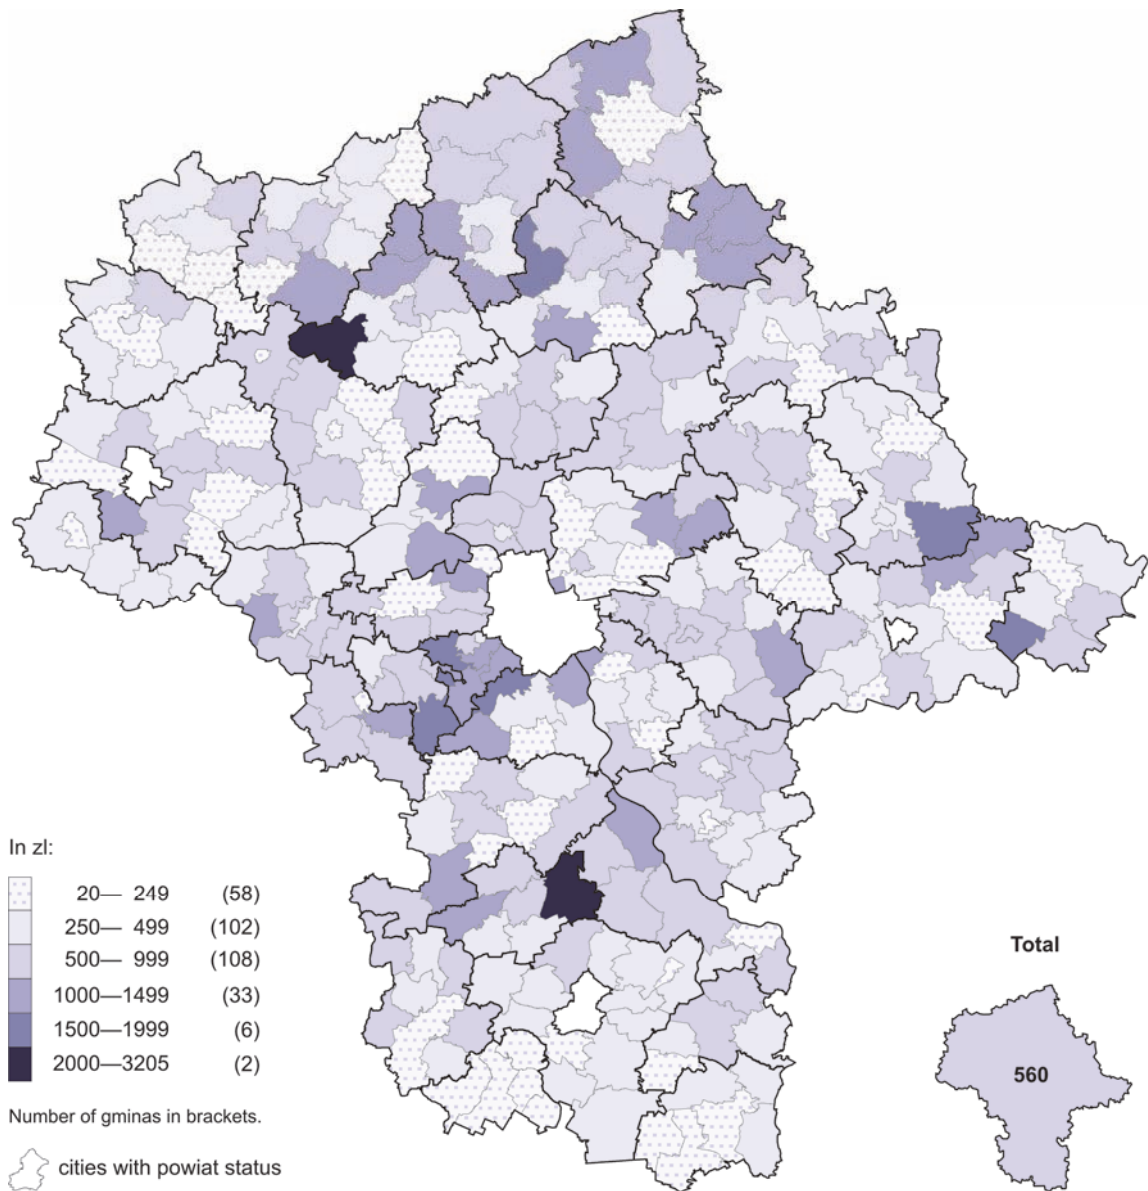 In zl:
20— 249 (58)
250— 499 (102)
500— 999 (108)
1000—1499 (33)
1500—1999 (6)
2000—3205 (2)
Number of gminas in brackets.
cities with powiat status
Total
560